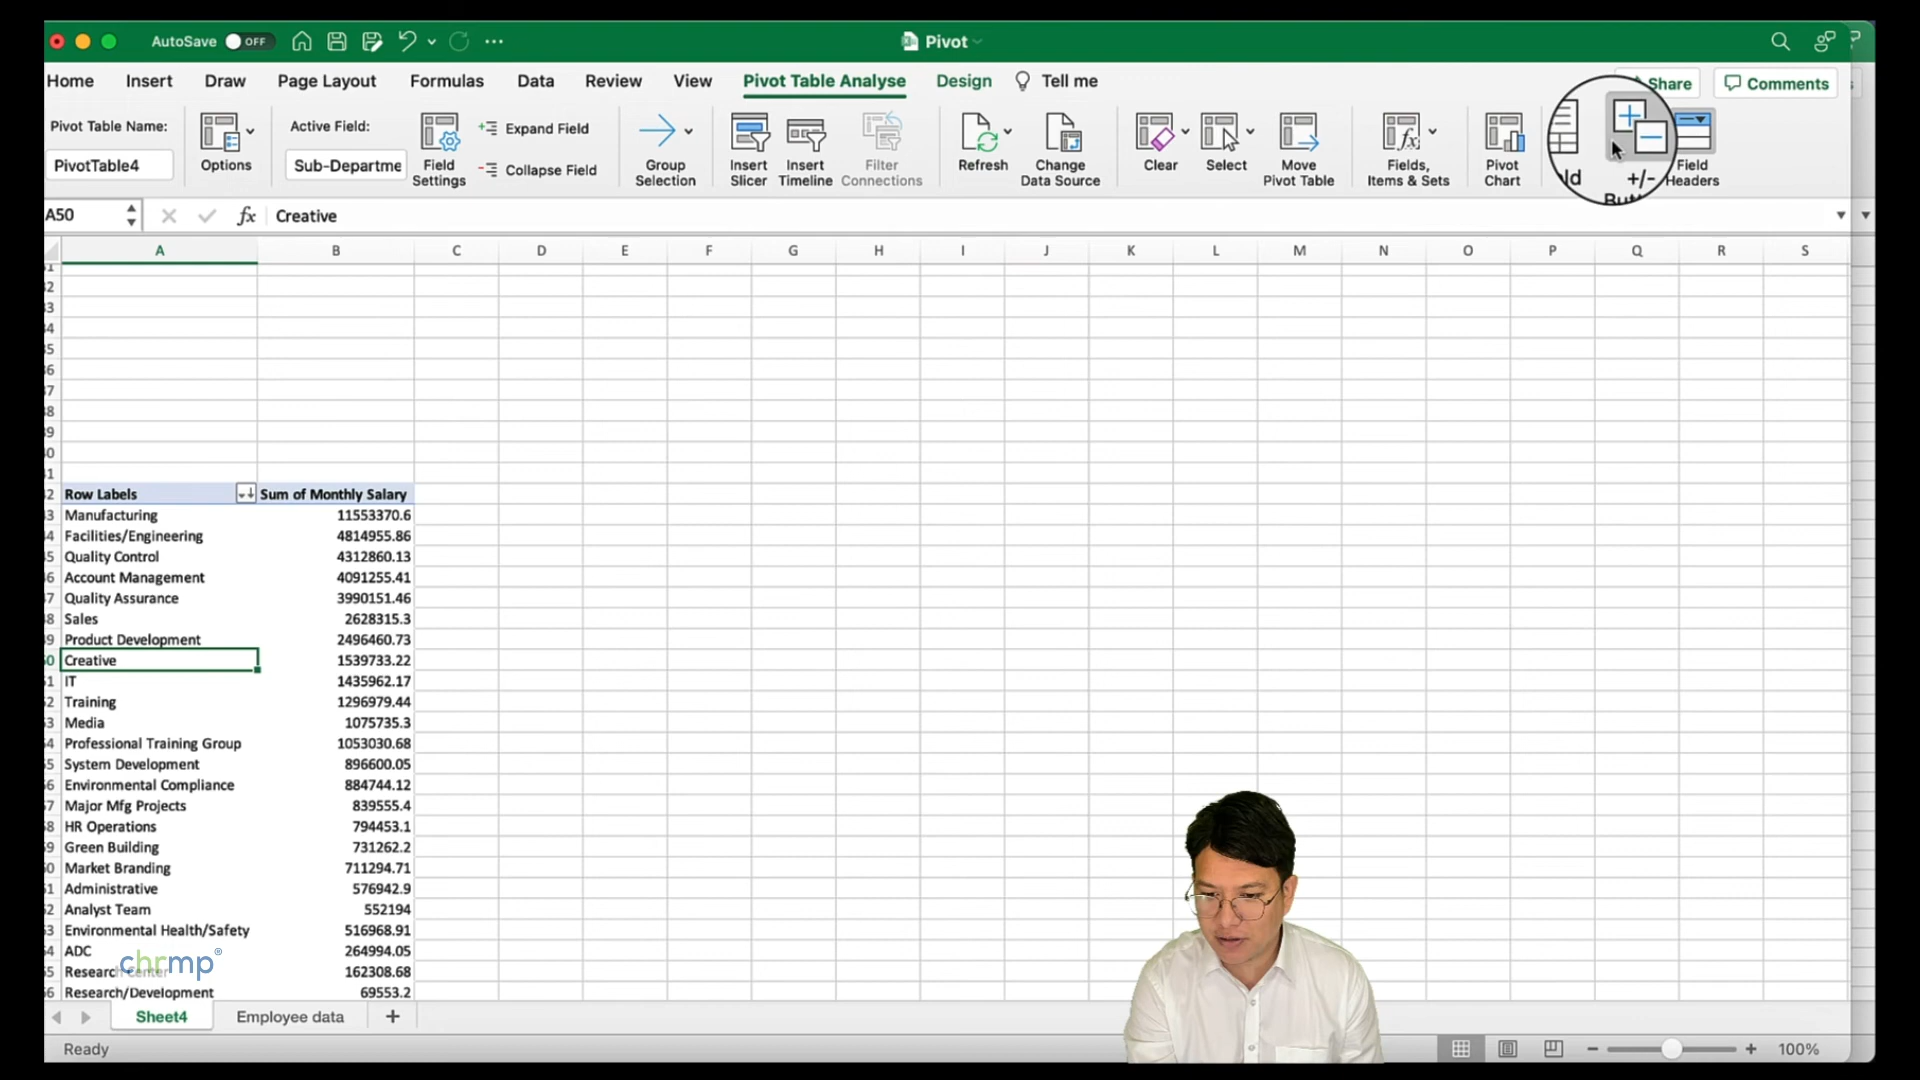 AutoSave OFF Pivot
Home Insert Draw Page Layout Formulas Data Review View Pivot Table Analyse Design Tell me Share Comments
Pivot Table Name:
PivotTable4
Options
Active Field:
Sub-Departme
Field Settings
Expand Field
Collapse Field
Group Selection
Insert Slicer
Insert Timeline
Filter Connections
Refresh
Change Data Source
Clear
Select
Move Pivot Table
Fields, Items & Sets
Pivot Chart
+/-
Field Headers
A50 fx Creative
A B C D E F G H I J K L M N O P Q R S
Row Labels Sum of Monthly Salary
Manufacturing 11553370.6
Facilities/Engineering 4814955.86
Quality Control 4312860.13
Account Management 4091255.41
Quality Assurance 3990151.46
Sales 2628315.3
Product Development 2496460.73
Creative 1539733.22
IT 1435962.17
Training 1296979.44
Media 1075735.3
Professional Training Group 1053030.68
System Development 896600.05
Environmental Compliance 884744.12
Major Mfg Projects 839555.4
HR Operations 794453.1
Green Building 731262.2
Market Branding 711294.71
Administrative 576942.9
Analyst Team 552194
Environmental Health/Safety 516968.91
ADC 264994.05
chrmp®
Research Center 162308.68
Research/Development 69553.2
Sheet4 Employee data +
Ready 100%